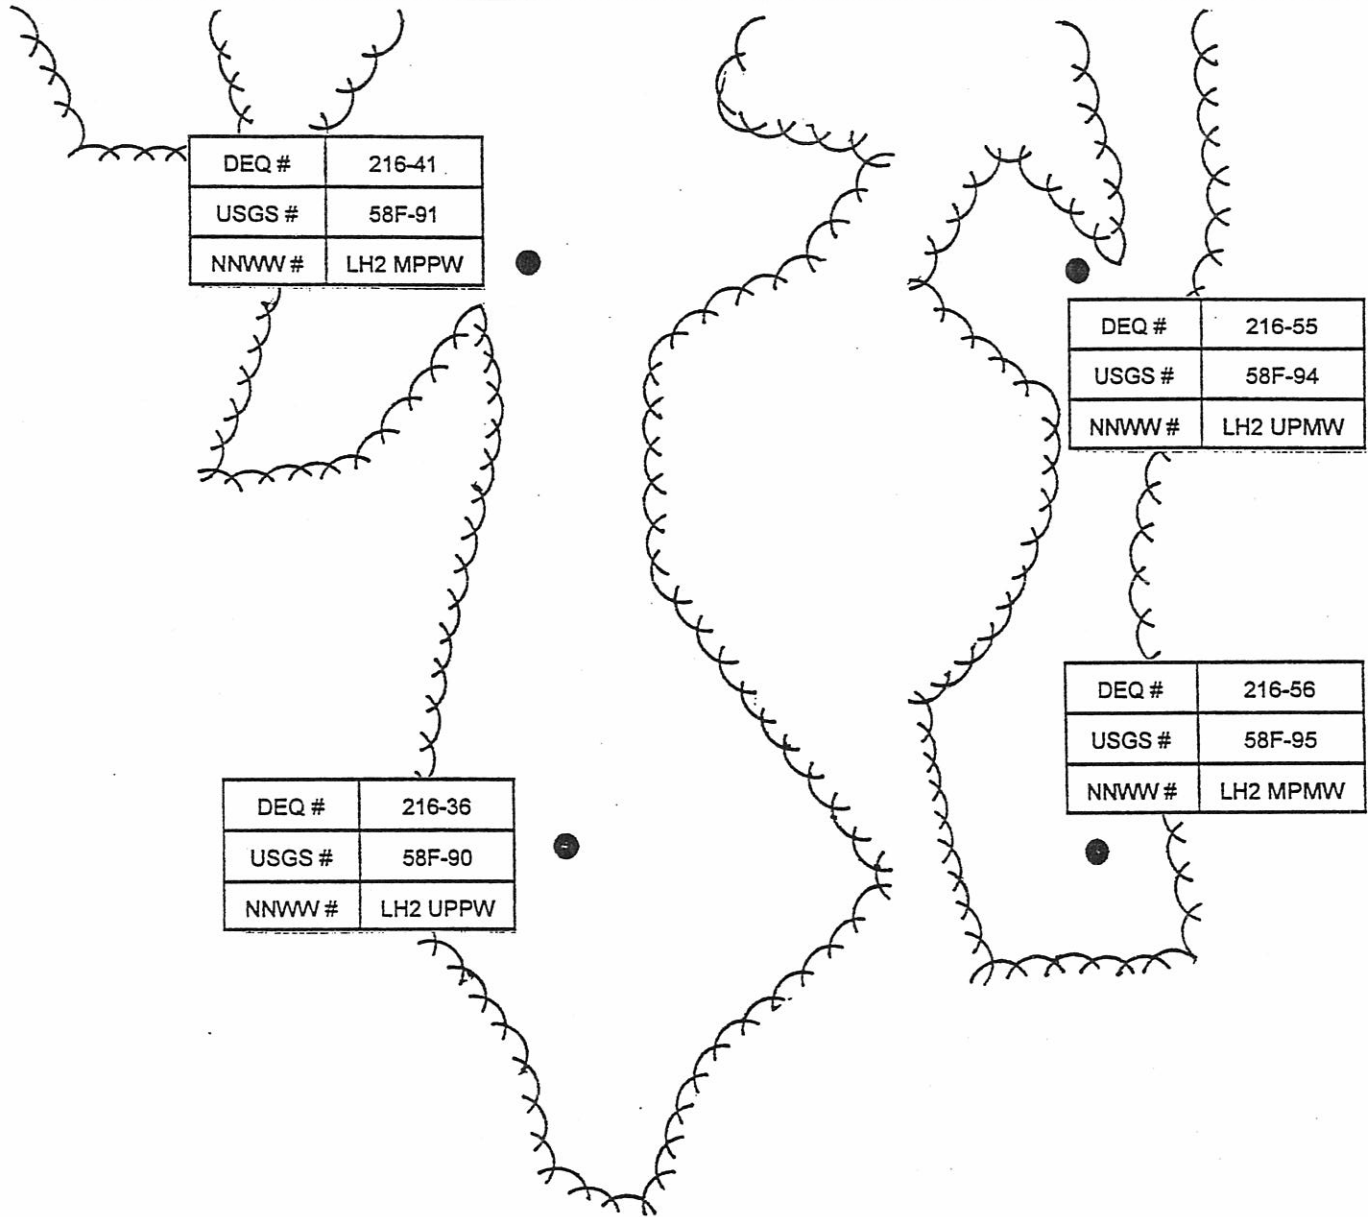 DEQ # 216-41
USGS # 58F-91
NNWW # LH2 MPPW
DEQ # 216-55
USGS # 58F-94
NNWW # LH2 UPMW
DEQ # 216-56
USGS # 58F-95
NNWW # LH2 MPMW
DEQ # 216-36
USGS # 58F-90
NNWW # LH2 UPPW